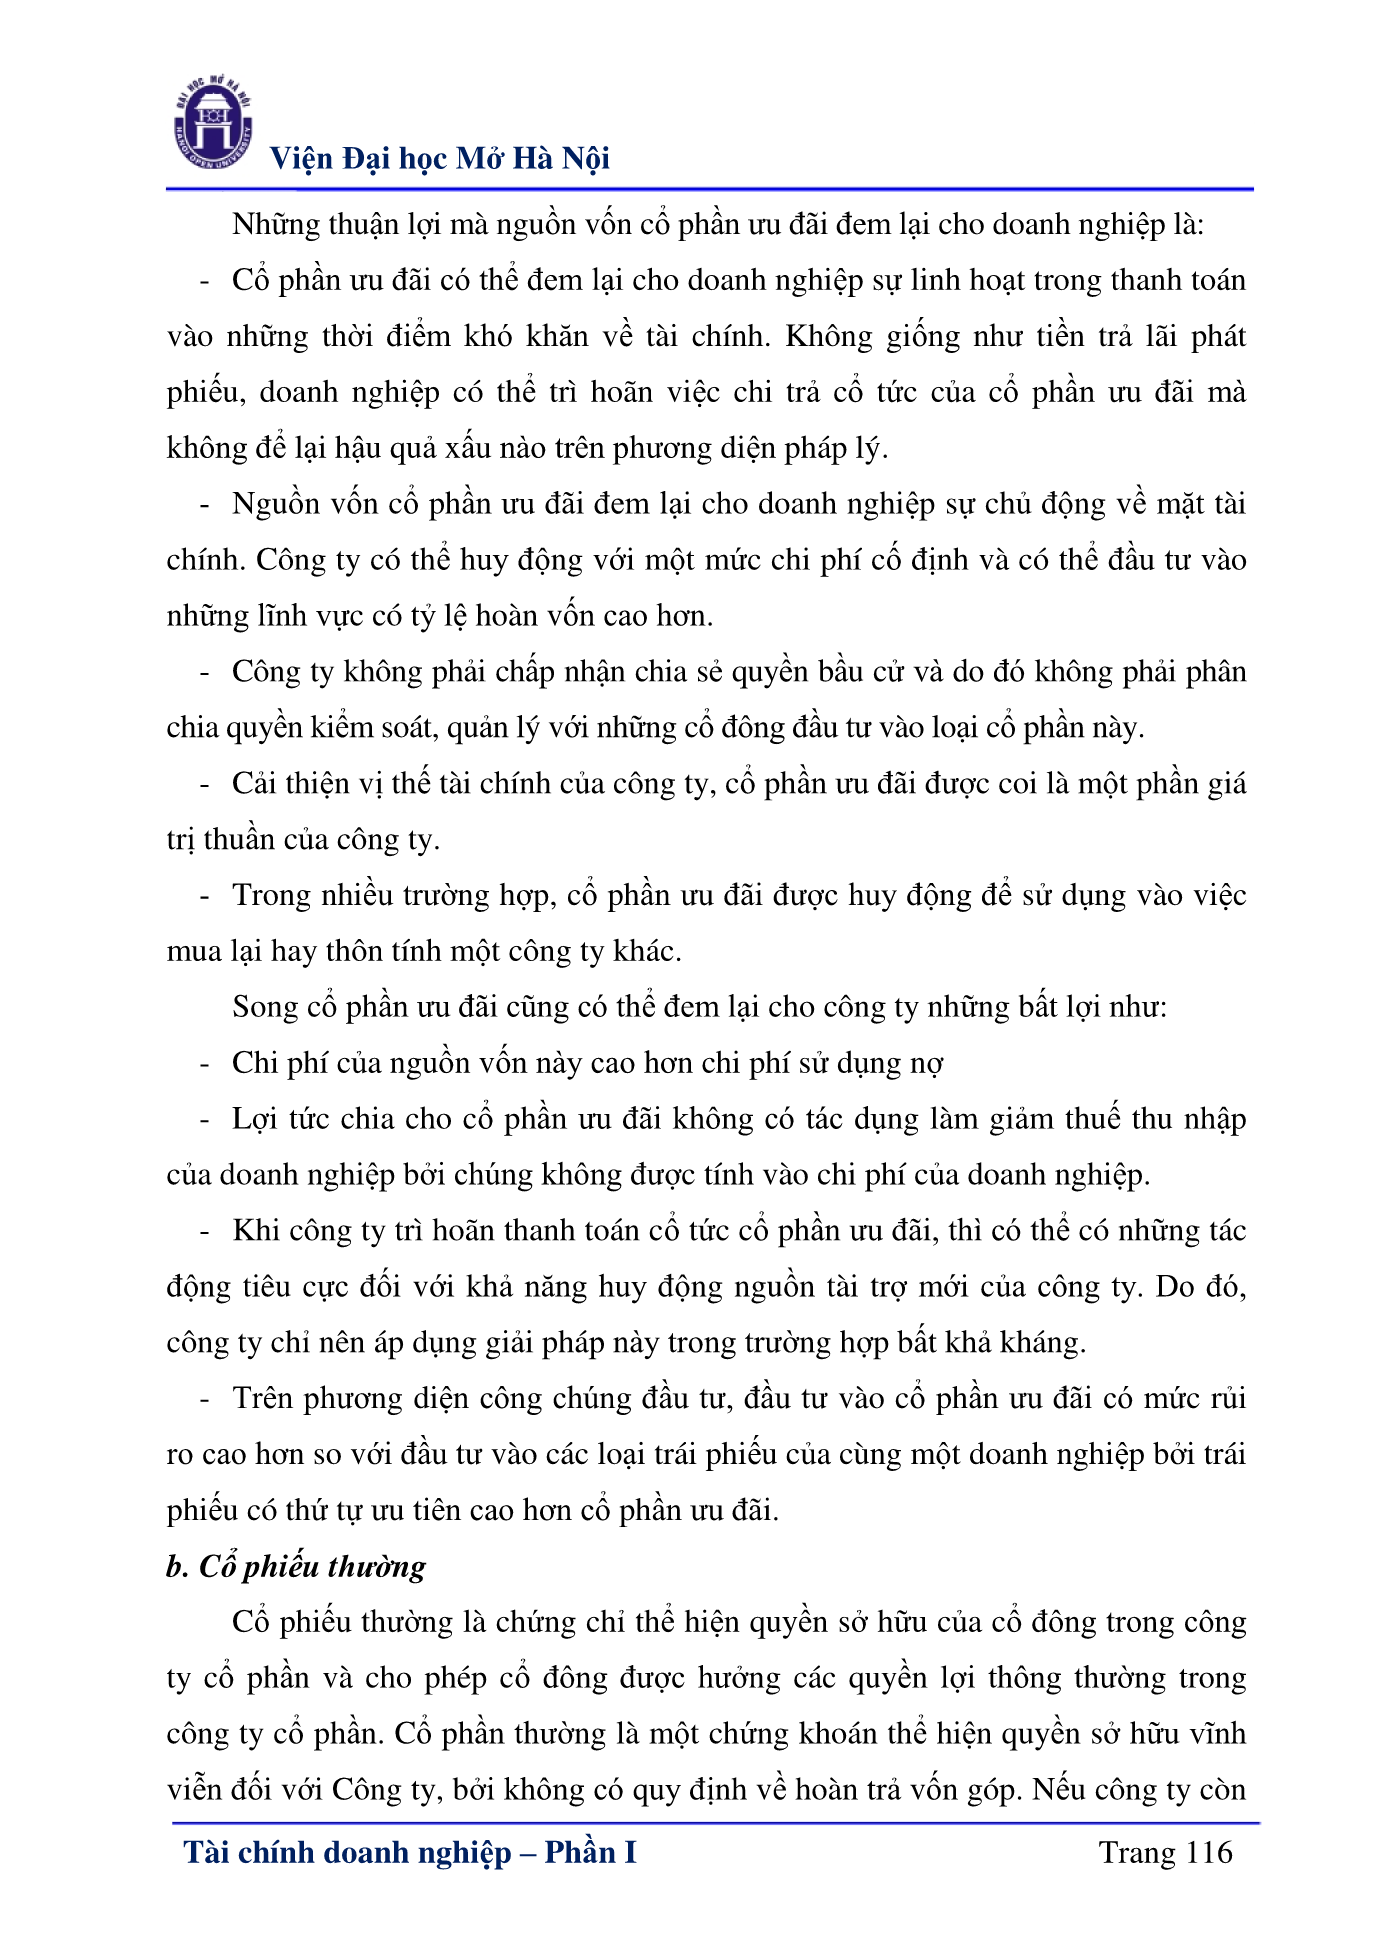 ĐẠI HỌC MỞ HÀ NỘI
HANOI OPEN UNIVERSITY
Viện Đại học Mở Hà Nội
Những thuận lợi mà nguồn vốn cổ phần ưu đãi đem lại cho doanh nghiệp là:
- Cổ phần ưu đãi có thể đem lại cho doanh nghiệp sự linh hoạt trong thanh toán
vào những thời điểm khó khăn về tài chính. Không giống như tiền trả lãi phát
phiếu, doanh nghiệp có thể trì hoãn việc chi trả cổ tức của cổ phần ưu đãi mà
không để lại hậu quả xấu nào trên phương diện pháp lý.
- Nguồn vốn cổ phần ưu đãi đem lại cho doanh nghiệp sự chủ động về mặt tài
chính. Công ty có thể huy động với một mức chi phí cố định và có thể đầu tư vào
những lĩnh vực có tỷ lệ hoàn vốn cao hơn.
- Công ty không phải chấp nhận chia sẻ quyền bầu cử và do đó không phải phân
chia quyền kiểm soát, quản lý với những cổ đông đầu tư vào loại cổ phần này.
- Cải thiện vị thế tài chính của công ty, cổ phần ưu đãi được coi là một phần giá
trị thuần của công ty.
- Trong nhiều trường hợp, cổ phần ưu đãi được huy động để sử dụng vào việc
mua lại hay thôn tính một công ty khác.
Song cổ phần ưu đãi cũng có thể đem lại cho công ty những bất lợi như:
- Chi phí của nguồn vốn này cao hơn chi phí sử dụng nợ
- Lợi tức chia cho cổ phần ưu đãi không có tác dụng làm giảm thuế thu nhập
của doanh nghiệp bởi chúng không được tính vào chi phí của doanh nghiệp.
- Khi công ty trì hoãn thanh toán cổ tức cổ phần ưu đãi, thì có thể có những tác
động tiêu cực đối với khả năng huy động nguồn tài trợ mới của công ty. Do đó,
công ty chỉ nên áp dụng giải pháp này trong trường hợp bất khả kháng.
- Trên phương diện công chúng đầu tư, đầu tư vào cổ phần ưu đãi có mức rủi
ro cao hơn so với đầu tư vào các loại trái phiếu của cùng một doanh nghiệp bởi trái
phiếu có thứ tự ưu tiên cao hơn cổ phần ưu đãi.
b. Cổ phiếu thường
Cổ phiếu thường là chứng chỉ thể hiện quyền sở hữu của cổ đông trong công
ty cổ phần và cho phép cổ đông được hưởng các quyền lợi thông thường trong
công ty cổ phần. Cổ phần thường là một chứng khoán thể hiện quyền sở hữu vĩnh
viễn đối với Công ty, bởi không có quy định về hoàn trả vốn góp. Nếu công ty còn
Tài chính doanh nghiệp – Phần I Trang 116